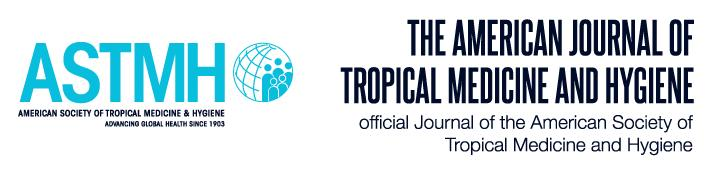 ASTMH
AMERICAN SOCIETY OF TROPICAL MEDICINE & HYGIENE
ADVANCING GLOBAL HEALTH SINCE 1903
THE AMERICAN JOURNAL OF
TROPICAL MEDICINE AND HYGIENE
official Journal of the American Society of
Tropical Medicine and Hygiene